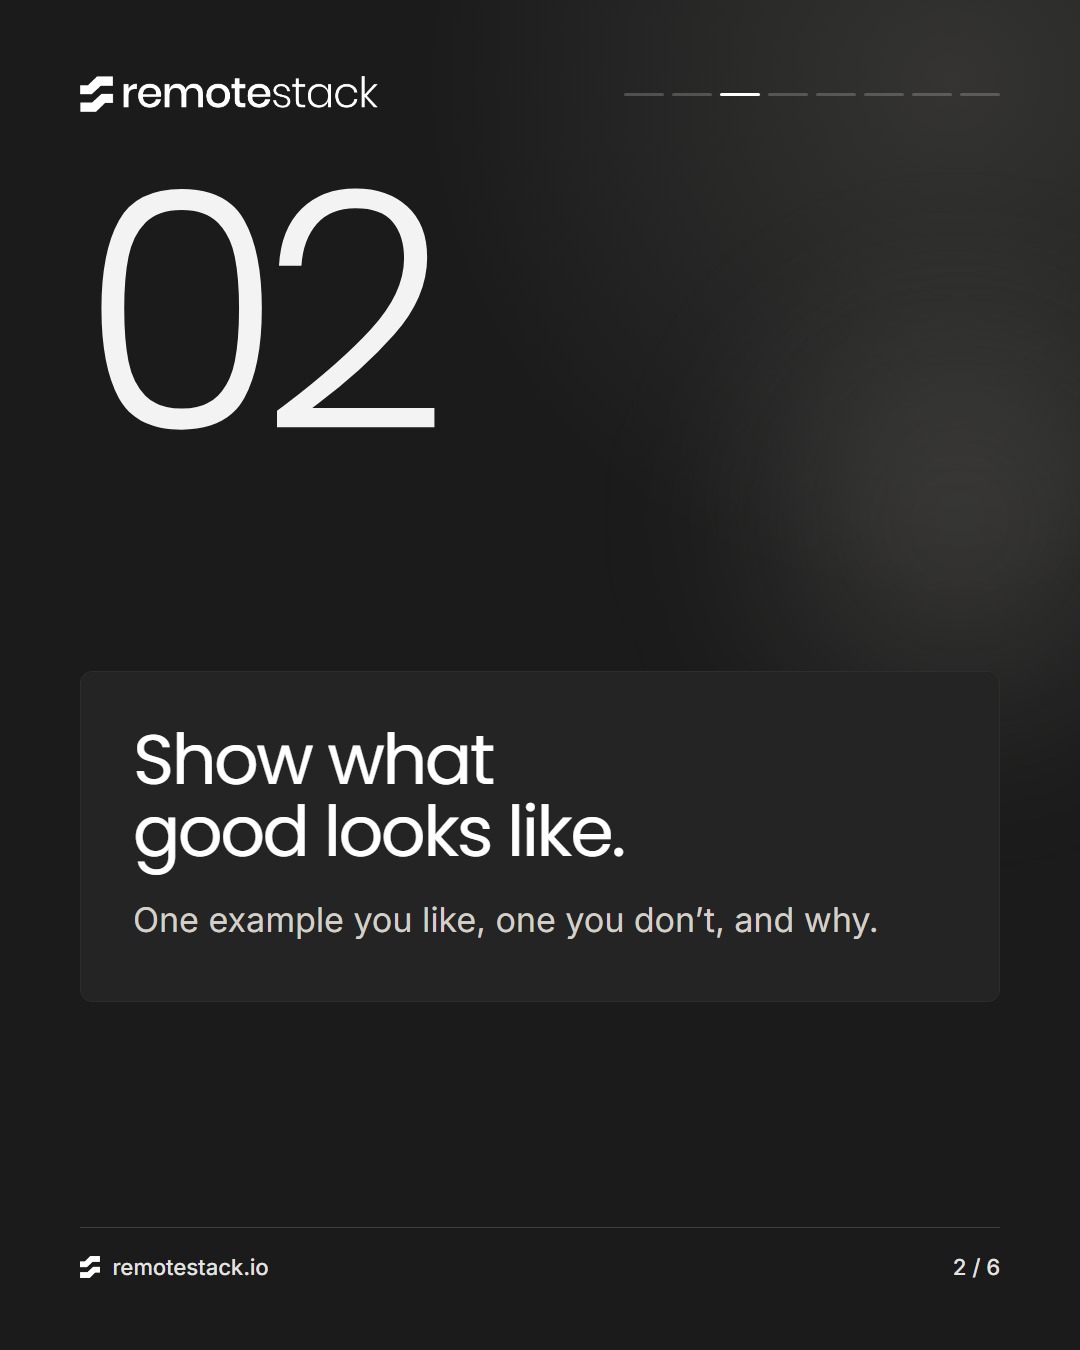 remotestack
02
Show what
good looks like.
One example you like, one you don’t, and why.
remotestack.io
2 / 6